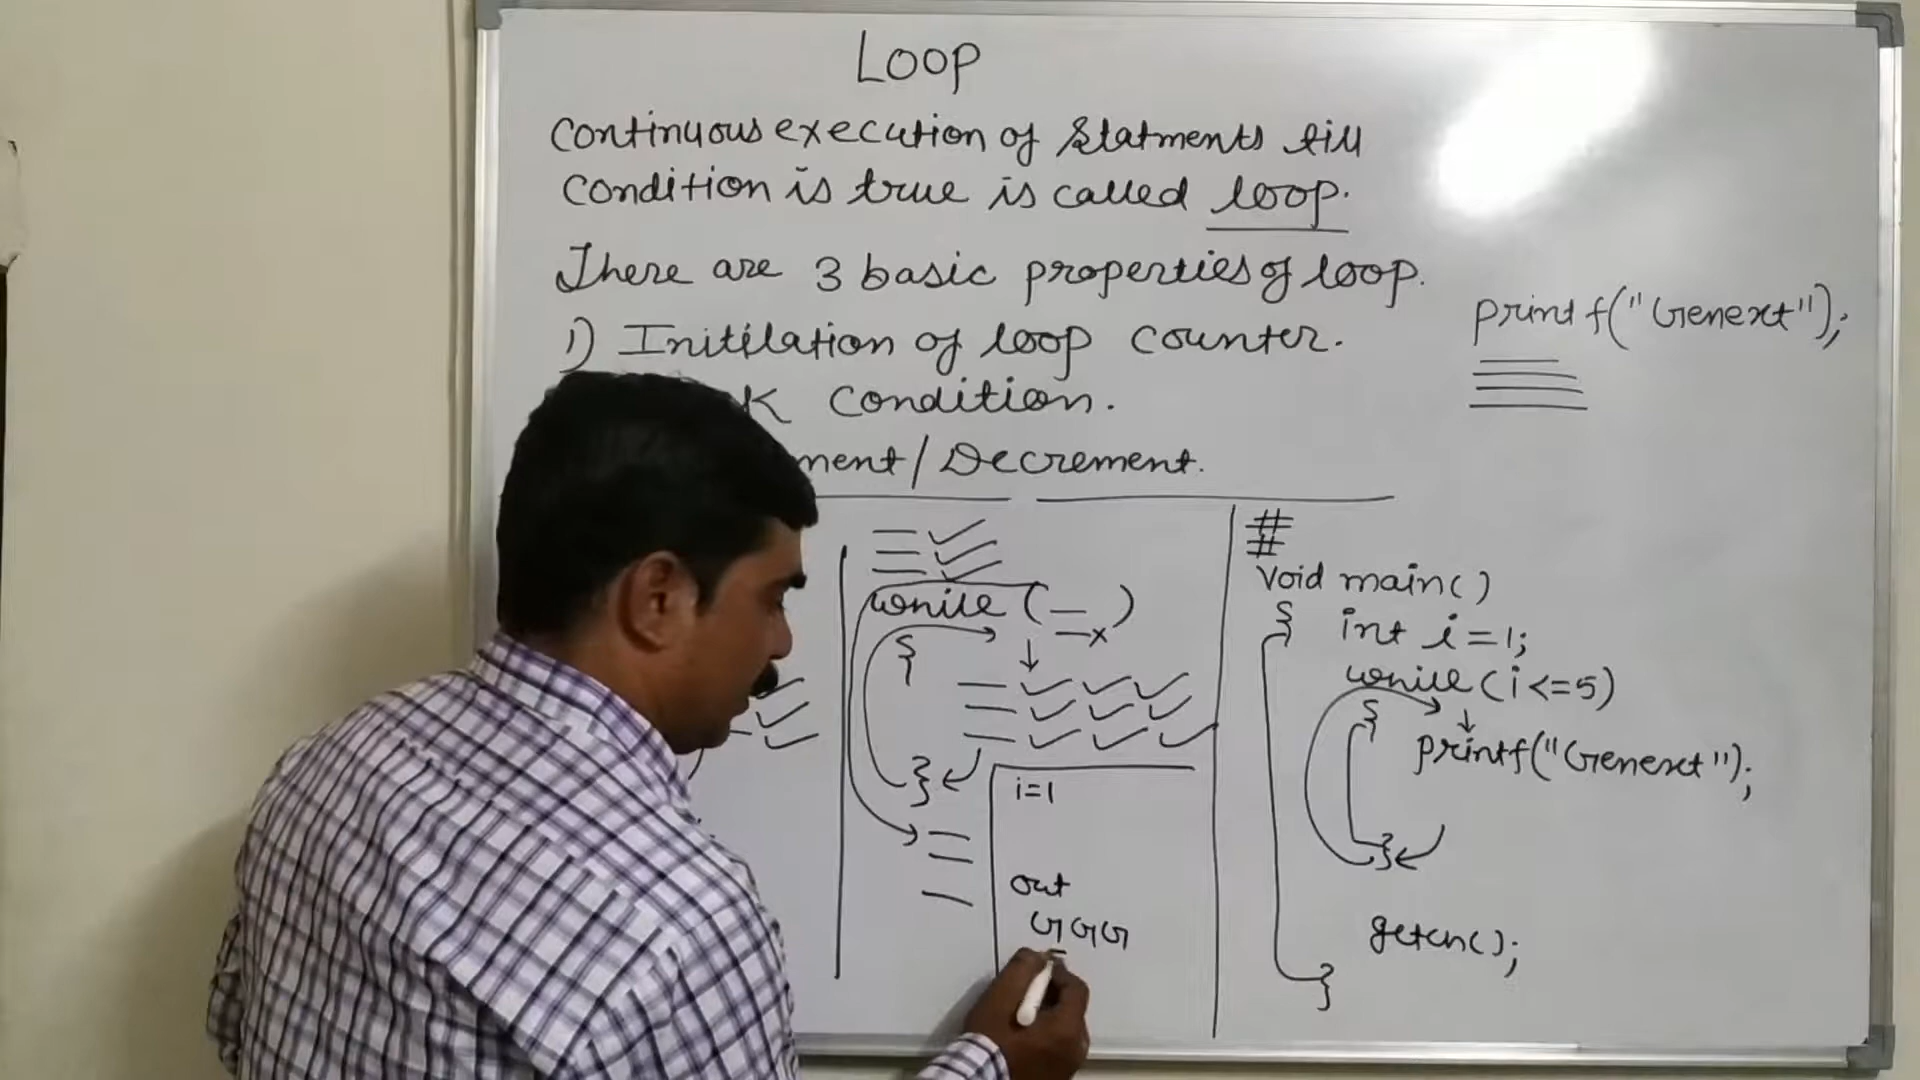 LOOP
Continuous execution of Statments till
Condition is true is called loop.
There are 3 basic properties of loop.
1) Initilation of loop counter.
K Condition.
ment / Decrement.
printf("Genext");
while ( )
{
}
i=1
out
G G G
#
#
Void main()
{
int i=1;
while (i<=5)
{
printf("Genext");
}
getch();
}